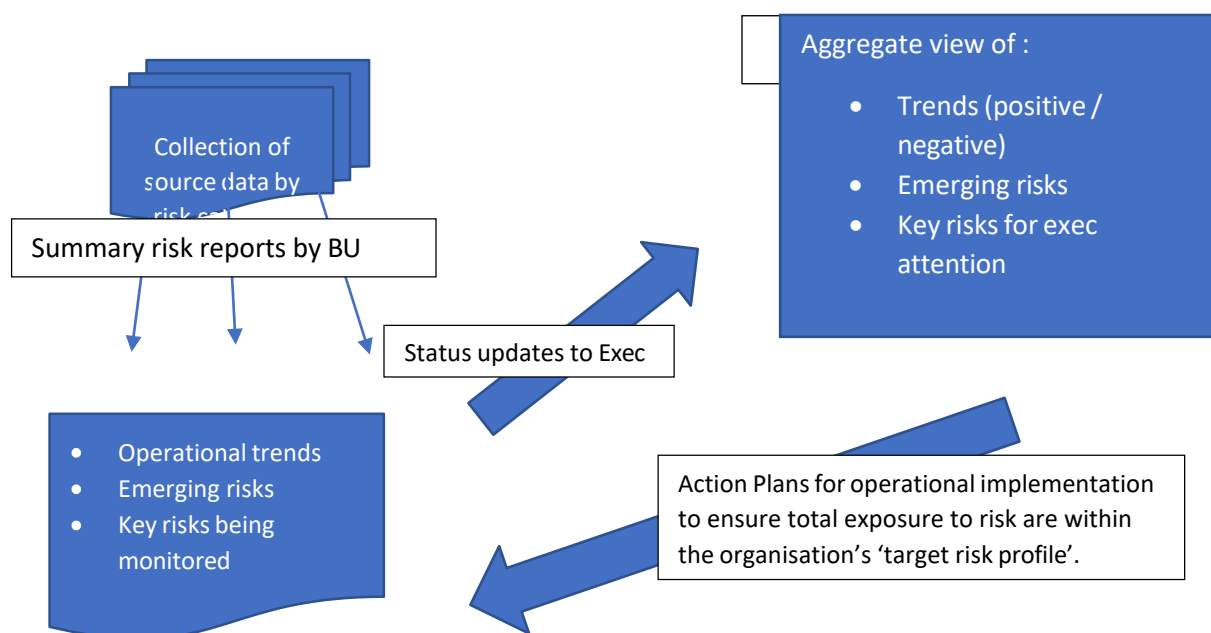 Collection of
source data by
risk
Summary risk reports by BU
Aggregate view of :
• Trends (positive /
negative)
• Emerging risks
• Key risks for exec
attention
Status updates to Exec
• Operational trends
• Emerging risks
• Key risks being
monitored
Action Plans for operational implementation
to ensure total exposure to risk are within
the organisation’s ‘target risk profile’.